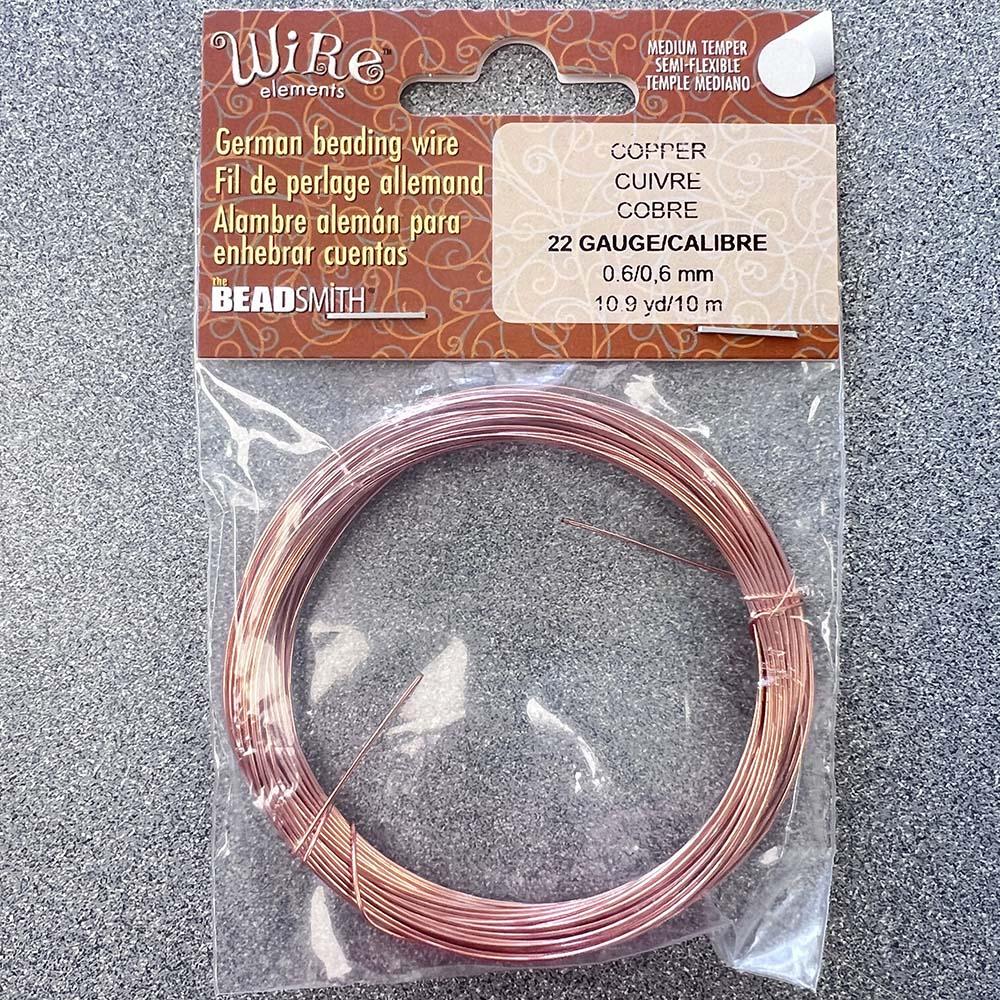 WiRe™
elements
MEDIUM TEMPER
SEMI-FLEXIBLE
TEMPLE MEDIANO
German beading wire
Fil de perlage allemand
Alambre alemán para
enhebrar cuentas
the
BEADSMITH®
COPPER
CUIVRE
COBRE
22 GAUGE/CALIBRE
0.6/0,6 mm
10.9 yd/10 m